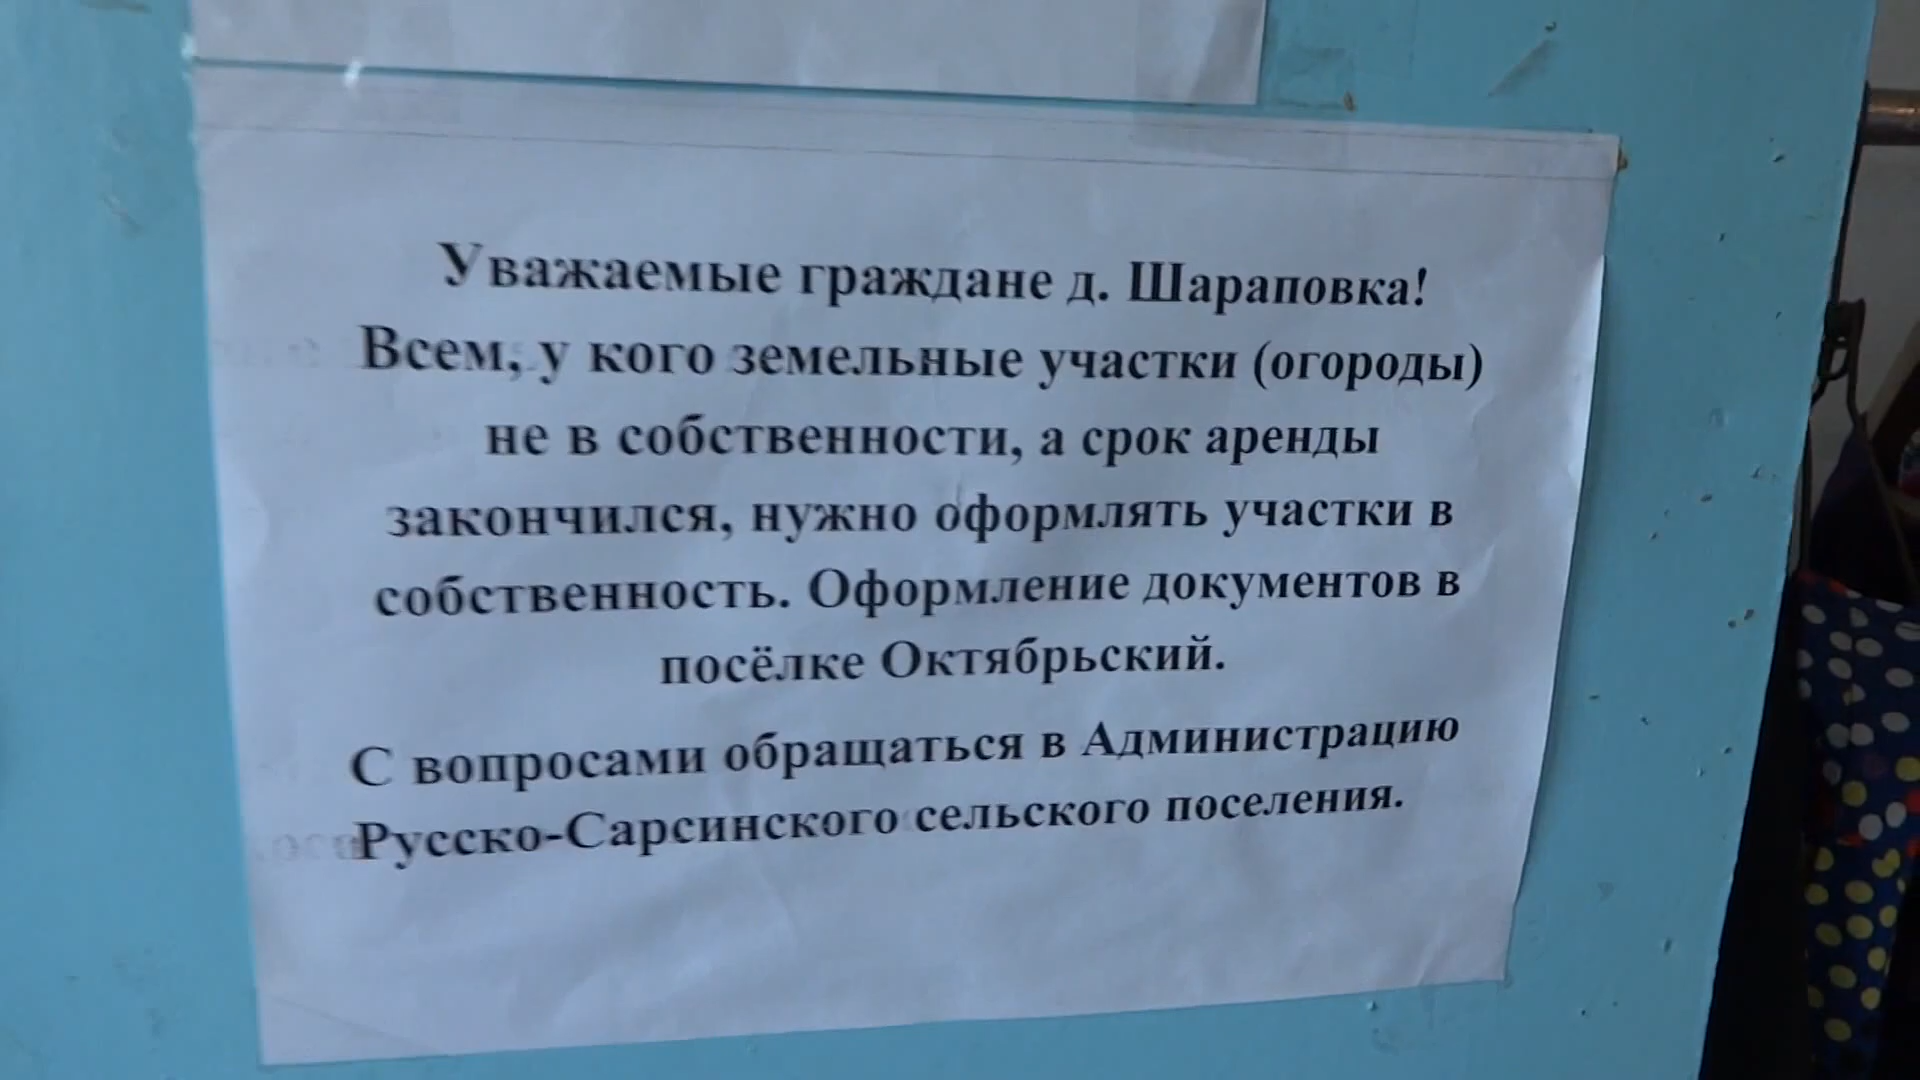 Уважаемые граждане д. Шараповка!
Всем, у кого земельные участки (огороды)
не в собственности, а срок аренды
закончился, нужно оформлять участки в
собственность. Оформление документов в
посёлке Октябрьский.
С вопросами обращаться в Администрацию
Русско-Сарсинского сельского поселения.